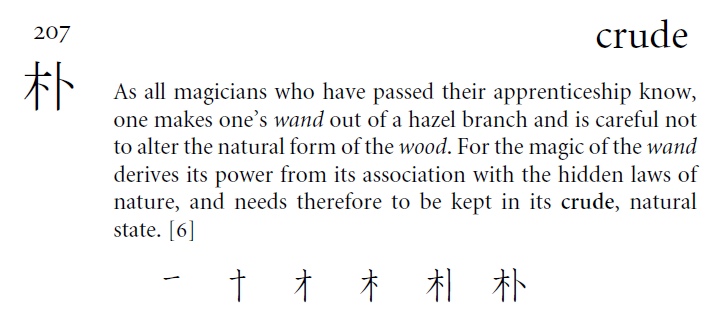 207
crude
朴
As all magicians who have passed their apprenticeship know,
one makes one’s wand out of a hazel branch and is careful not
to alter the natural form of the wood. For the magic of the wand
derives its power from its association with the hidden laws of
nature, and needs therefore to be kept in its crude, natural
state. [6]
一 十 才 木 朴